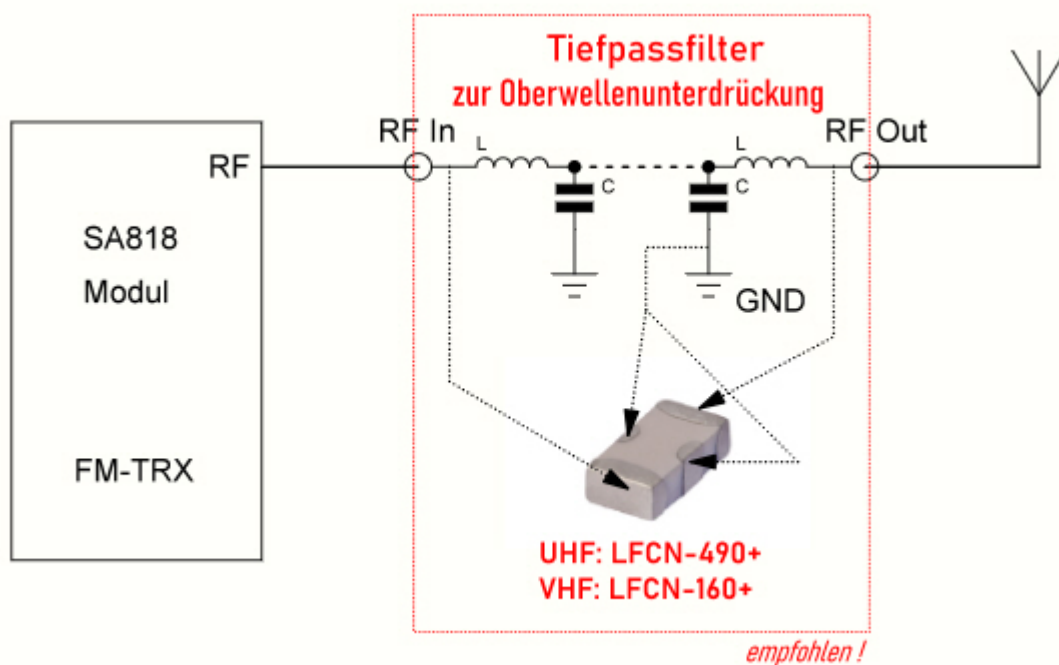 Tiefpassfilter
zur Oberwellenunterdrückung
RF In
L
L
RF Out
RF
C
C
SA818
Modul
GND
FM-TRX
UHF: LFCN-490+
VHF: LFCN-160+
empfohlen !